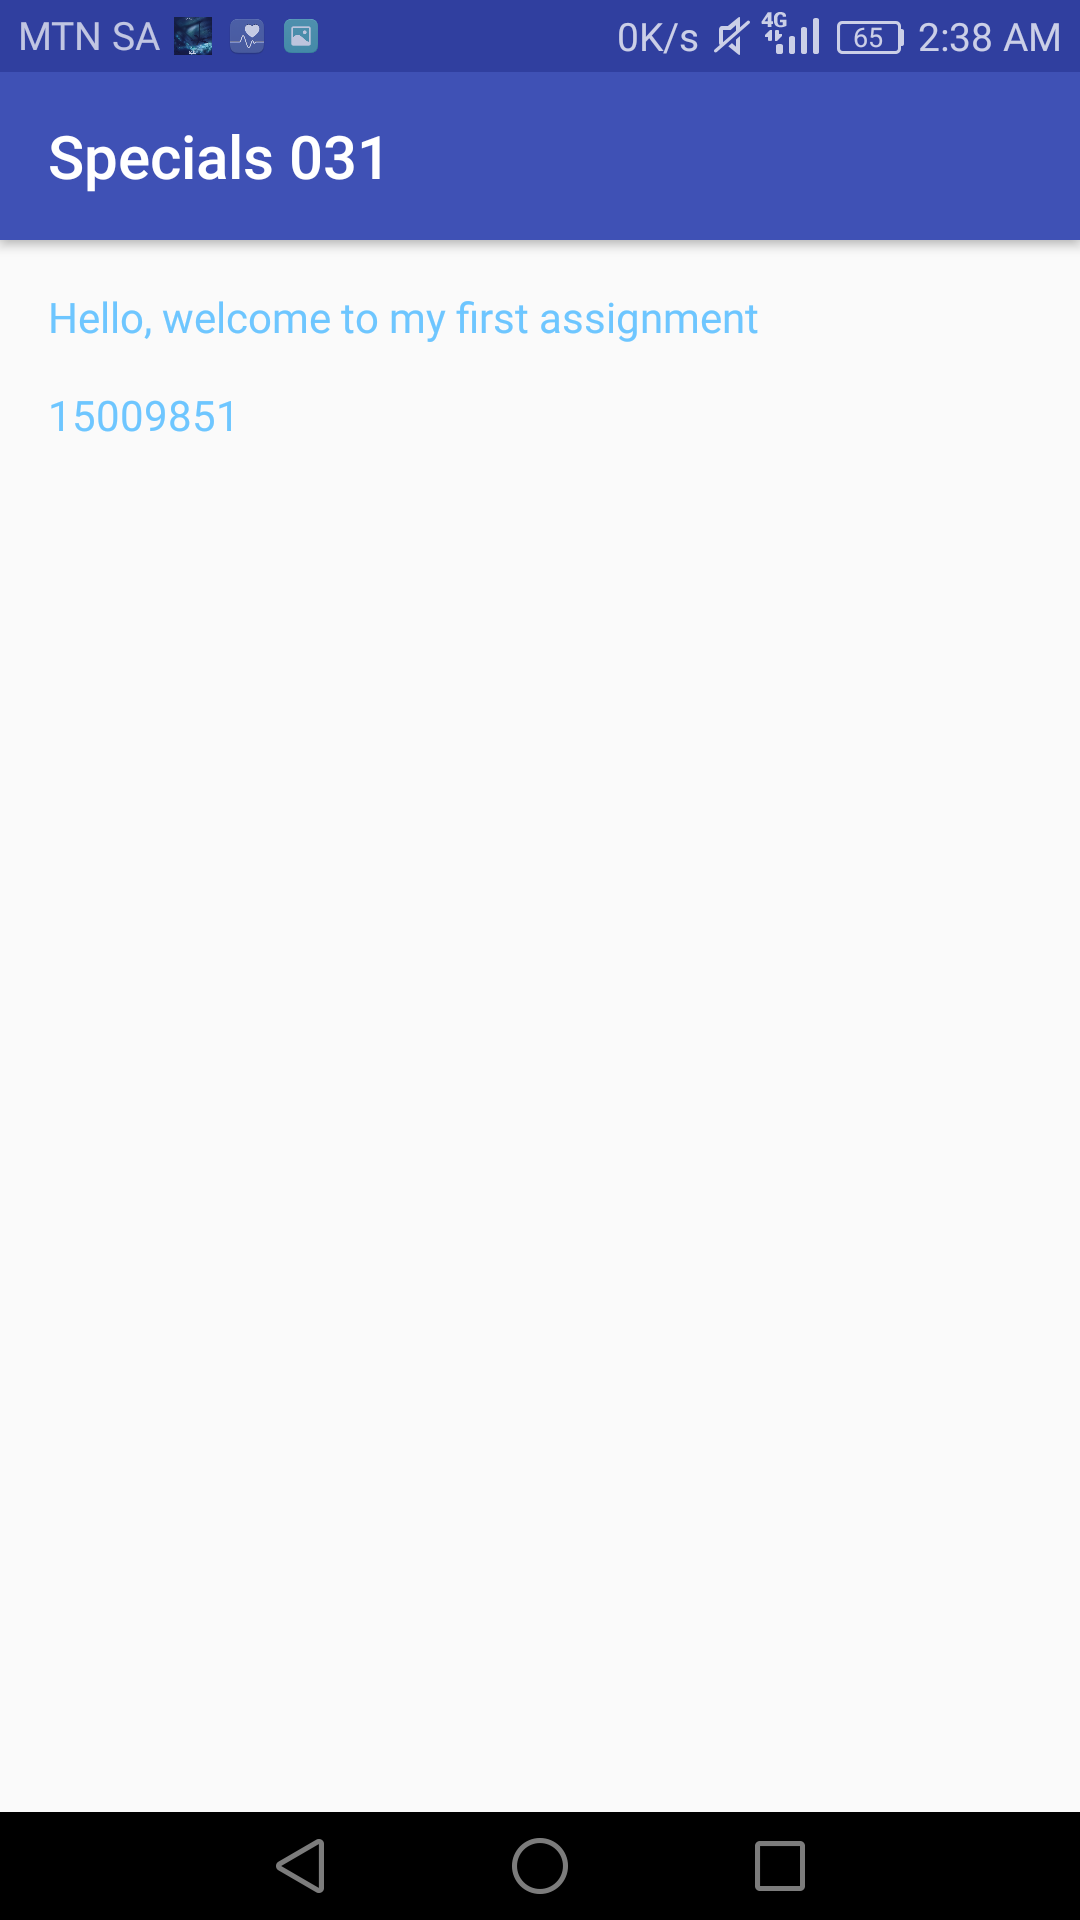 MTN SA 0K/s 4G 65 2:38 AM
Specials 031
Hello, welcome to my first assignment
15009851